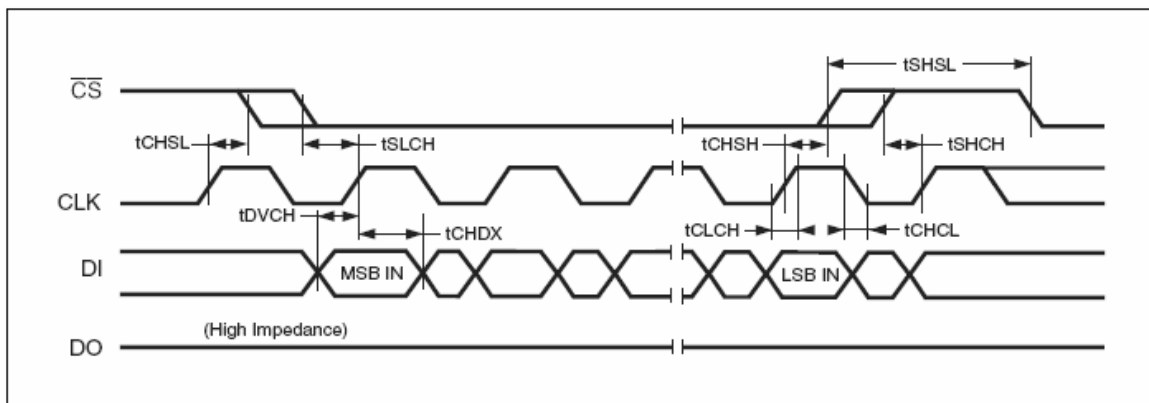 tSHSL
CS
tCHSL
tSLCH
tCHSH
tSHCH
CLK
tDVCH
tCHDX
tCLCH
tCHCL
DI
MSB IN
LSB IN
(High Impedance)
DO